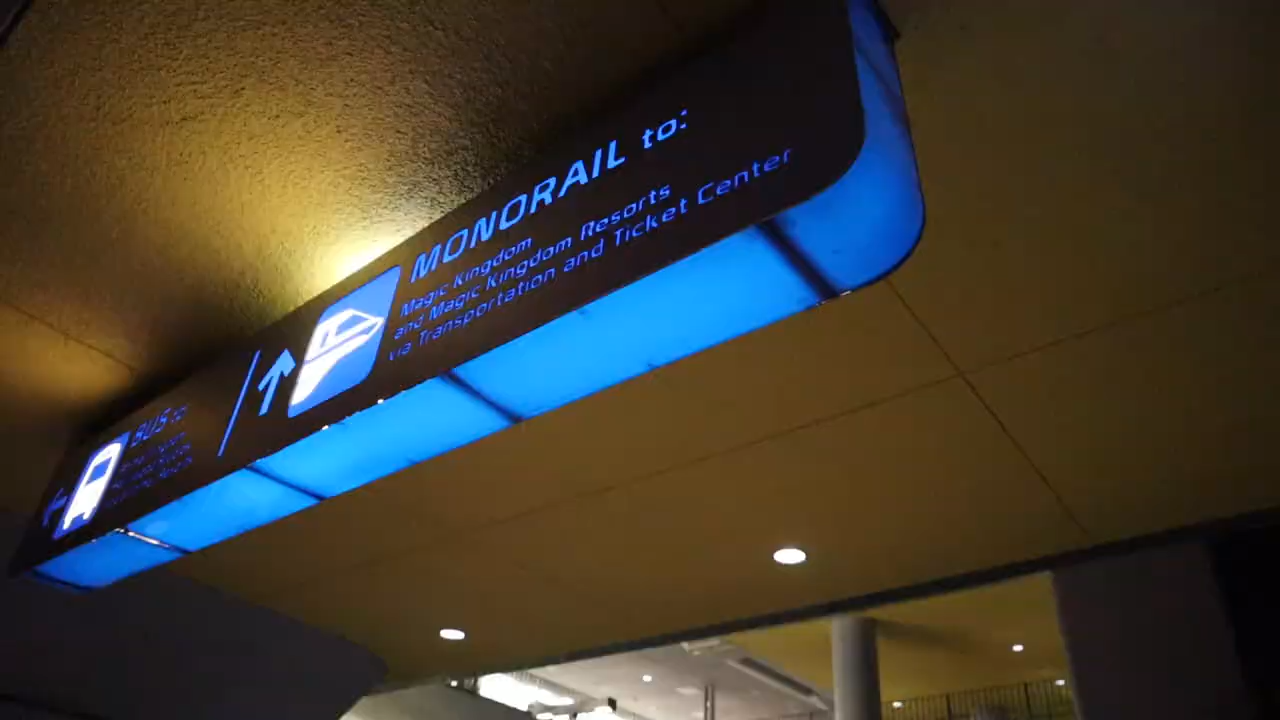 BUS to
MONORAIL to:
Magic Kingdom
and Magic Kingdom Resorts
via Transportation and Ticket Center